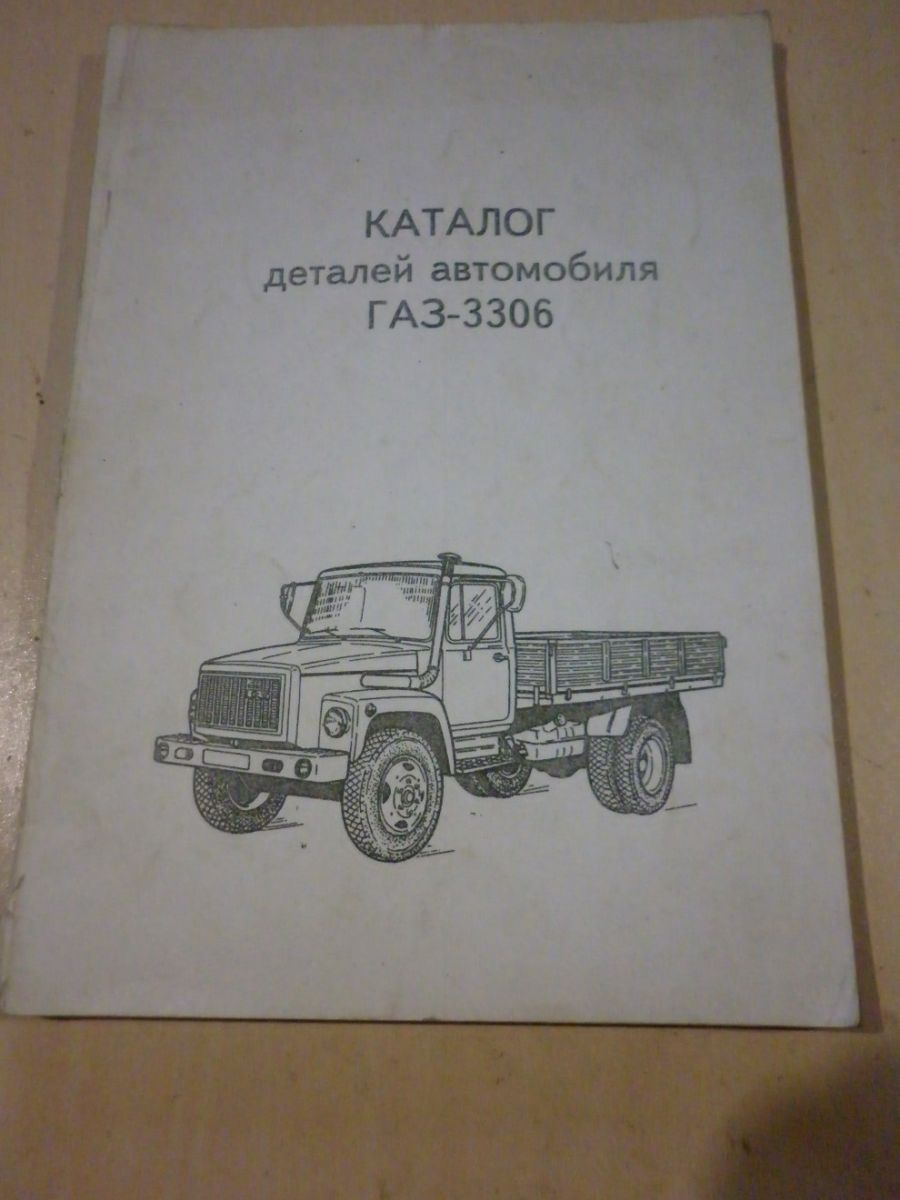 КАТАЛОГ
деталей автомобиля
ГАЗ-3306